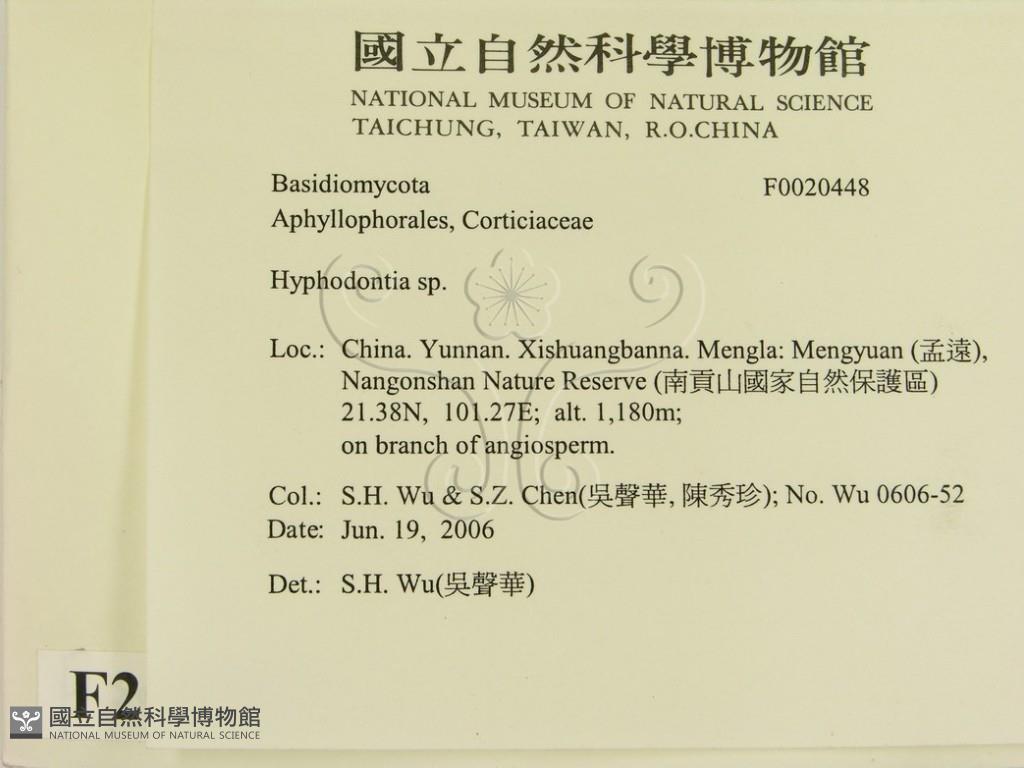 國立自然科學博物館
NATIONAL MUSEUM OF NATURAL SCIENCE
TAICHUNG, TAIWAN, R.O.CHINA
Basidiomycota F0020448
Aphyllophorales, Corticiaceae
Hyphodontia sp.
Loc.: China. Yunnan. Xishuangbanna. Mengla: Mengyuan (孟遠),
Nangonshan Nature Reserve (南貢山國家自然保護區)
21.38N, 101.27E; alt. 1,180m;
on branch of angiosperm.
Col.: S.H. Wu & S.Z. Chen(吳聲華, 陳秀珍); No. Wu 0606-52
Date: Jun. 19, 2006
Det.: S.H. Wu(吳聲華)
F2
國立自然科學博物館
NATIONAL MUSEUM OF NATURAL SCIENCE